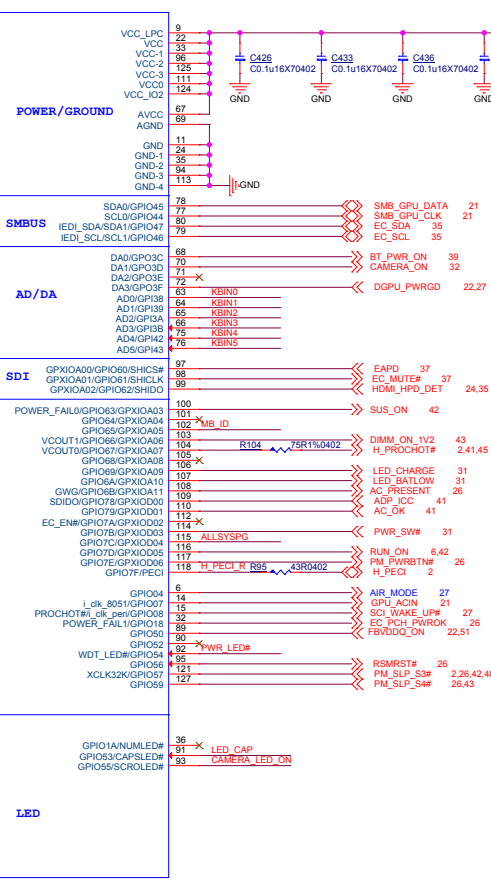 VCC_LPC 9
VCC 22
VCC-1 33
VCC-2 96
VCC-3 125
VCC0 111
VCC_IO2 124
C426 C433 C436
C0.1u16X70402 C0.1u16X70402 C0.1u16X70402
GND GND GND
POWER/GROUND
AVCC 67
AGND 69
GND 11
GND-1 24
GND-2 35
GND-3 94
GND-4 113 GND
SMBUS
SDA0/GPIO45 78 SMB_GPU_DATA 21
SCL0/GPIO44 77 SMB_GPU_CLK 21
IEDI_SDA/SDA1/GPIO47 80 EC_SDA 35
IEDI_SCL/SCL1/GPIO46 79 EC_SCL 35
AD/DA
DA0/GPO3C 68 BT_PWR_ON 39
DA1/GPO3D 70 CAMERA_ON 32
DA2/GPO3E 71
DA3/GPO3F 72 DGPU_PWRGD 22,27
AD0/GPI38 63 KBIN0
AD1/GPI39 64 KBIN1
AD2/GPI3A 65 KBIN2
AD3/GPI3B 66 KBIN3
AD4/GPI42 75 KBIN4
AD5/GPI43 76 KBIN5
SDI
GPXIOA00/GPIO60/SHICS# 97 EAPD 37
GPXIOA01/GPIO61/SHICLK 98 EC_MUTE# 37
GPXIOA02/GPIO62/SHIDO 99 HDMI_HPD_DET 24,35
POWER_FAIL0/GPIO63/GPXIOA03 100 SUS_ON 42
GPIO64/GPXIOA04 101
GPIO65/GPXIOA05 102 MB_ID
VCOUT1/GPIO66/GPXIOA06 103 DIMM_ON_1V2 43
VCOUT0/GPIO67/GPXIOA07 104 R104 75R1%0402 H_PROCHOT# 2,41,45
GPIO68/GPXIOA08 105
GPIO69/GPXIOA09 106 LED_CHARGE 31
GPIO6A/GPXIOA10 107 LED_BATLOW 31
GWG/GPIO6B/GPXIOA11 108 AC_PRESENT 26
SDIDO/GPIO78/GPXIOD00 109 ADP_ICC 41
GPIO79/GPXIOD01 110 AC_OK 41
EC_EN#/GPIO7A/GPXIOD02 112
GPIO7B/GPXIOD03 114 PWR_SW# 31
GPIO7C/GPXIOD04 115 ALLSYSPG
GPIO7D/GPXIOD05 116 RUN_ON 6,42
GPIO7E/GPXIOD06 117 PM_PWRBTN# 26
GPIO7F/PECI 118 H_PECI_R R95 43R0402 H_PECI 2
GPIO04 6 AIR_MODE 27
i_clk_8051/GPIO07 14 GPU_ACIN 21
PROCHOT#/i_clk_peri/GPIO08 15 SCI_WAKE_UP# 27
POWER_FAIL1/GPIO18 32 EC_PCH_PWROK 26
GPIO50 89 FBVDDQ_ON 22,51
GPIO52 90
WDT_LED#/GPIO54 92 PWR_LED#
GPIO56 95 RSMRST# 26
XCLK32K/GPIO57 121 PM_SLP_S3#
GPIO59 127 PM_SLP_S4# 26,43
GPIO1A/NUMLED# 36
GPIO53/CAPSLED# 91 LED_CAP
GPIO55/SCROLED# 93 CAMERA_LED_ON
LED